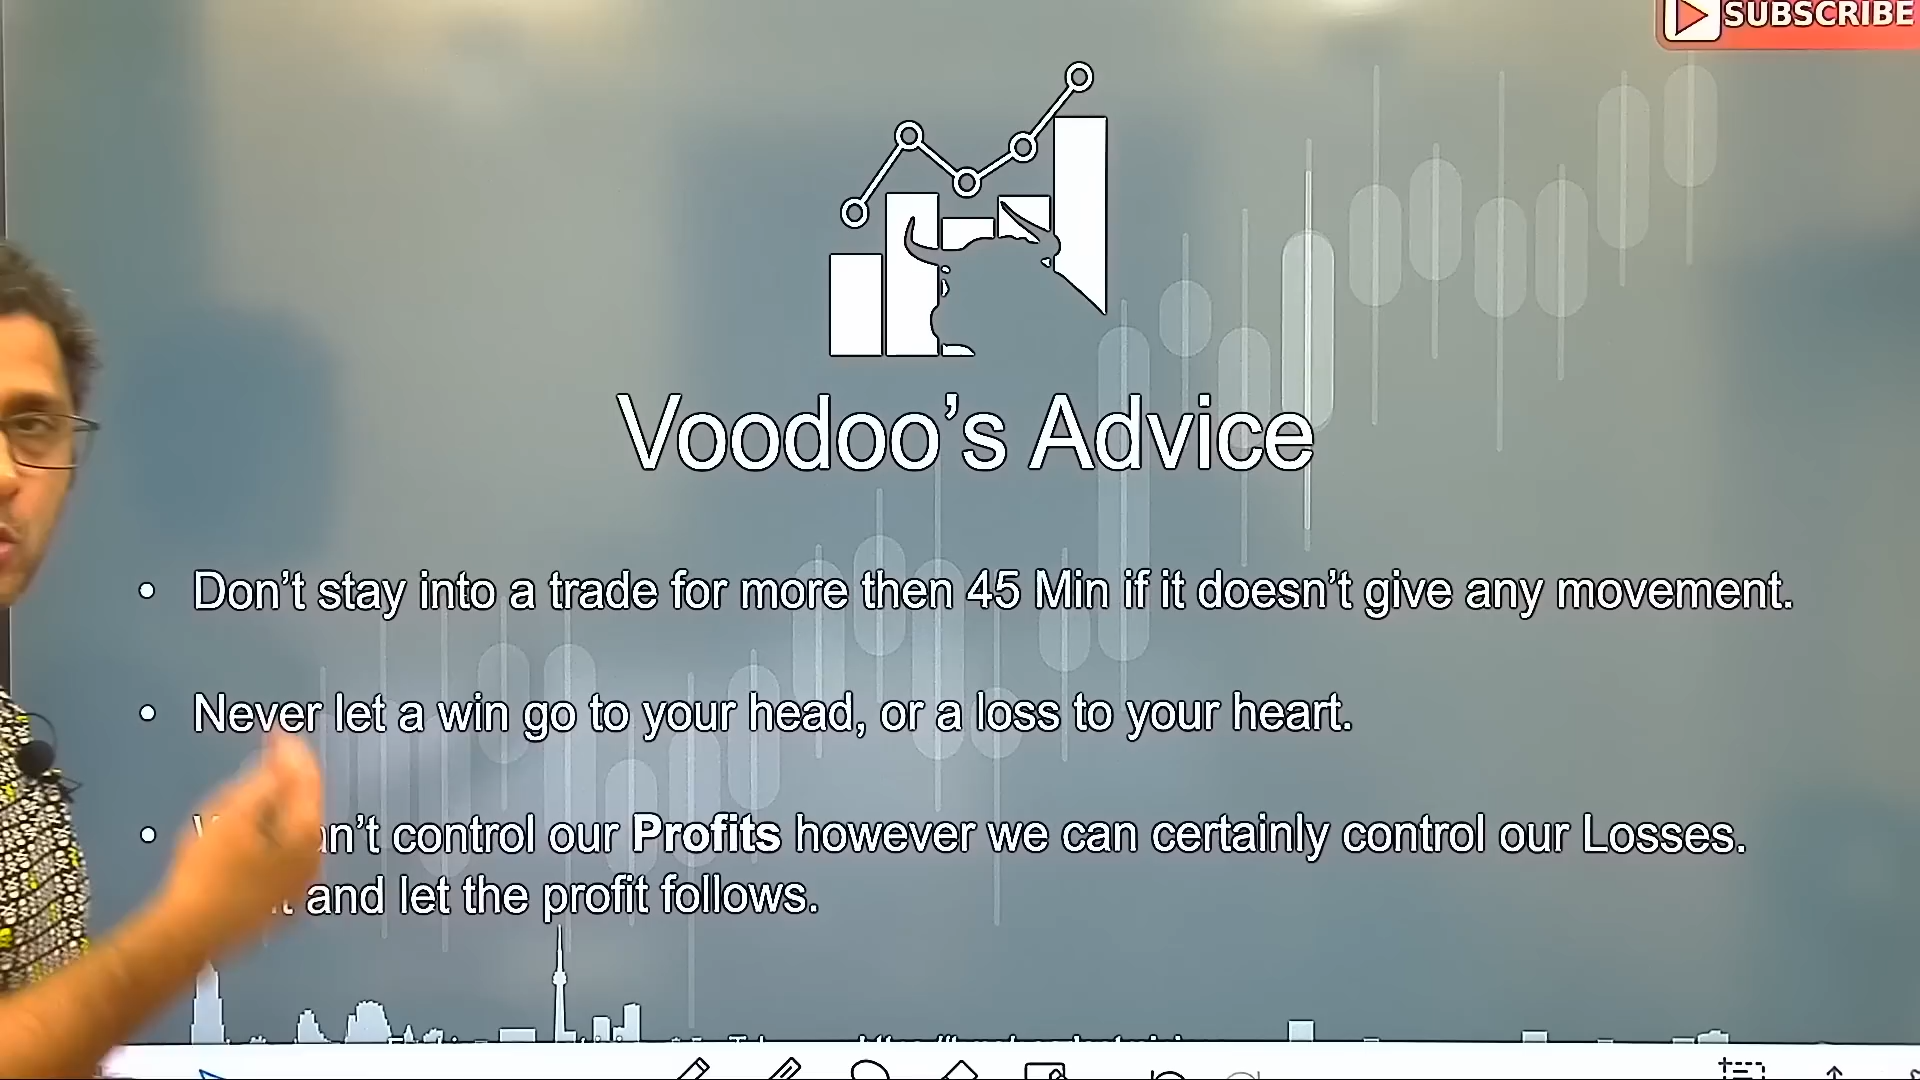 SUBSCRIBE
Voodoo's Advice
• Don't stay into a trade for more then 45 Min if it doesn't give any movement.
• Never let a win go to your head, or a loss to your heart.
• control our Profits however we can certainly control our Losses.
and let the profit follows.